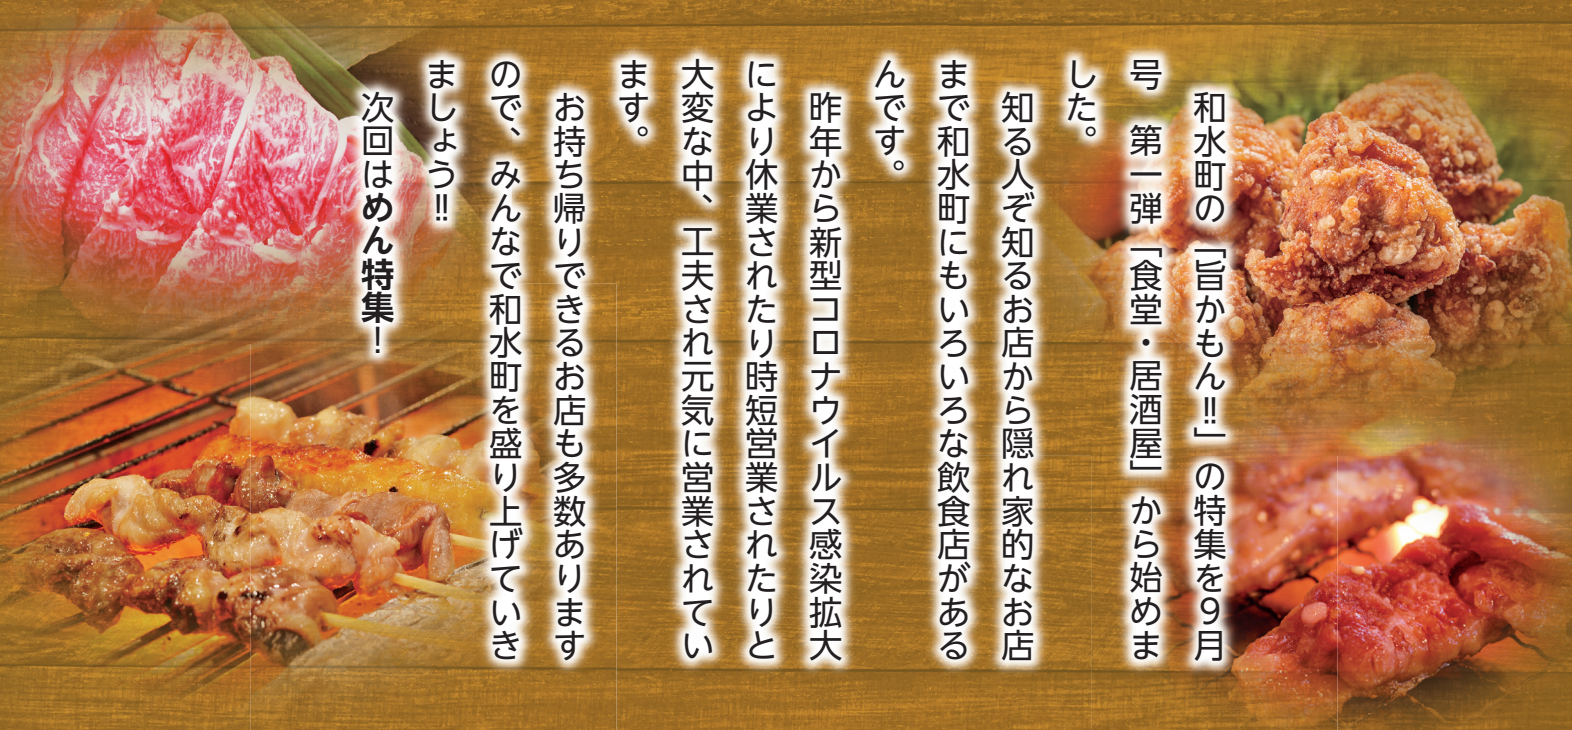 和水町の「旨かもん‼」の特集を9月
号 第一弾「食堂・居酒屋」から始めま
した。
知る人ぞ知るお店から隠れ家的なお店
まで和水町にもいろいろな飲食店がある
んです。
昨年から新型コロナウイルス感染拡大
により休業されたり時短営業されたりと
大変な中、工夫され元気に営業されてい
ます。
お持ち帰りできるお店も多数あります
ので、みんなで和水町を盛り上げていき
ましょう‼
次回はめん特集！